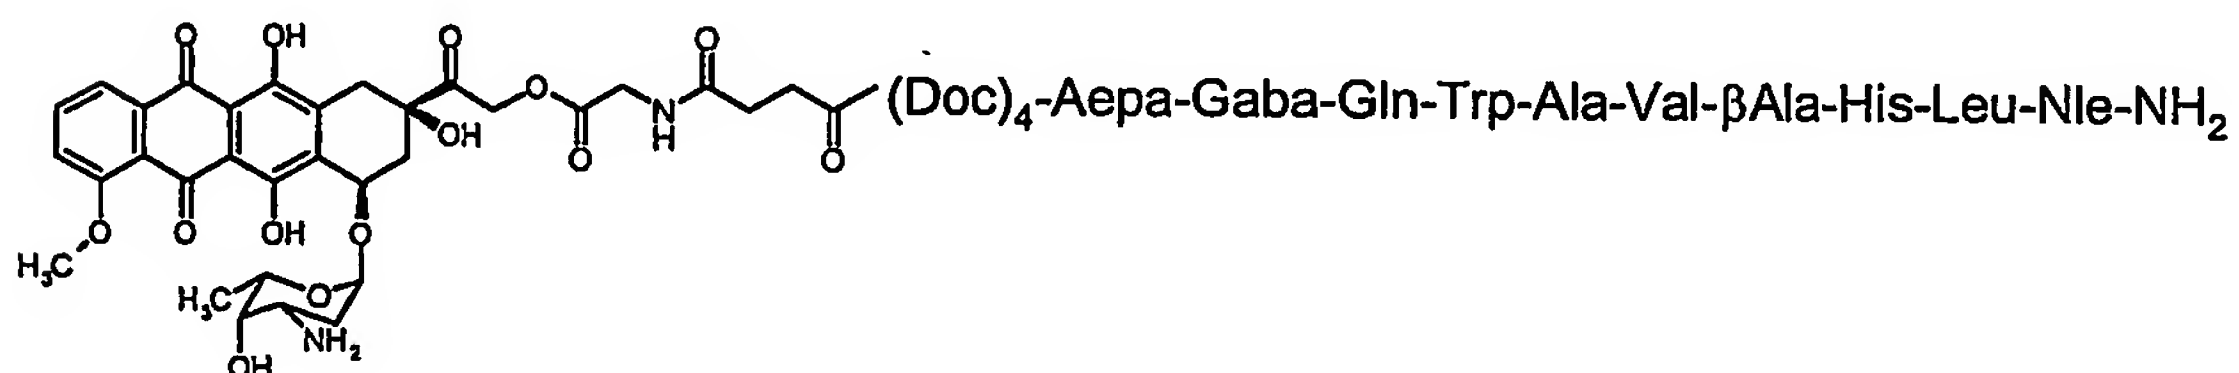 O OH O O (Doc)₄-Aepa-Gaba-Gln-Trp-Ala-Val-βAla-His-Leu-Nle-NH₂
O
OH N
H
O O
O O OH O
H₃C
H₃C O
NH₂
OH